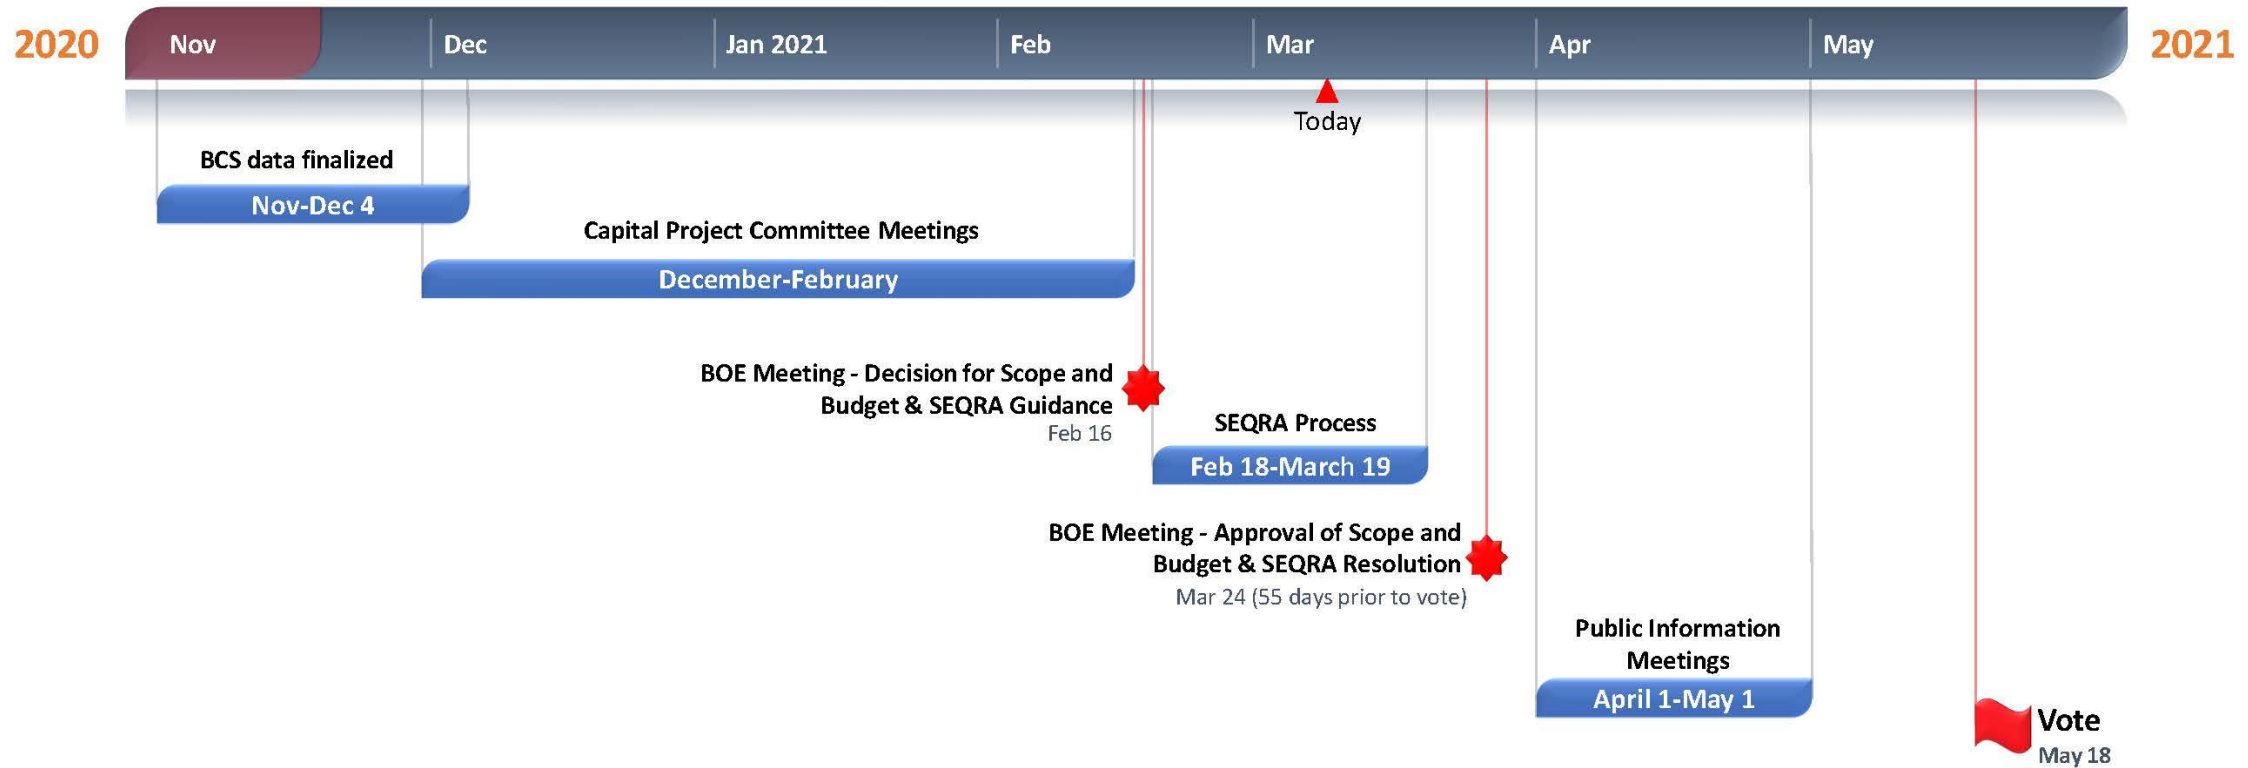 2020
Nov
Dec
Jan 2021
Feb
Mar
Apr
May
2021
Today
BCS data finalized
Nov-Dec 4
Capital Project Committee Meetings
December-February
BOE Meeting - Decision for Scope and
Budget & SEQRA Guidance
Feb 16
SEQRA Process
Feb 18-March 19
BOE Meeting - Approval of Scope and
Budget & SEQRA Resolution
Mar 24 (55 days prior to vote)
Public Information
Meetings
April 1-May 1
Vote
May 18